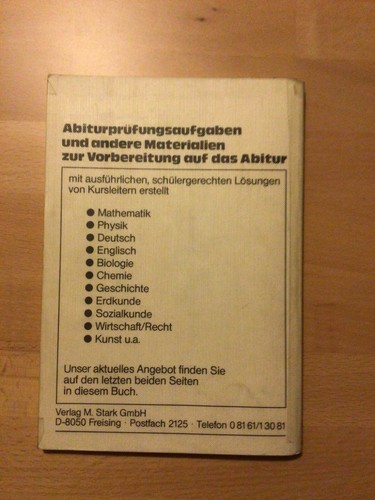 Abiturprüfungsaufgaben
und andere Materialien
zur Vorbereitung auf das Abitur
mit ausführlichen, schülergerechten Lösungen
von Kursleitern erstellt
● Mathematik
● Physik
● Deutsch
● Englisch
● Biologie
● Chemie
● Geschichte
● Erdkunde
● Sozialkunde
● Wirtschaft/Recht
● Kunst u.a.
Unser aktuelles Angebot finden Sie
auf den letzten beiden Seiten
in diesem Buch.
Verlag M. Stark GmbH
D-8050 Freising · Postfach 2125 · Telefon 0 81 61/1 30 81